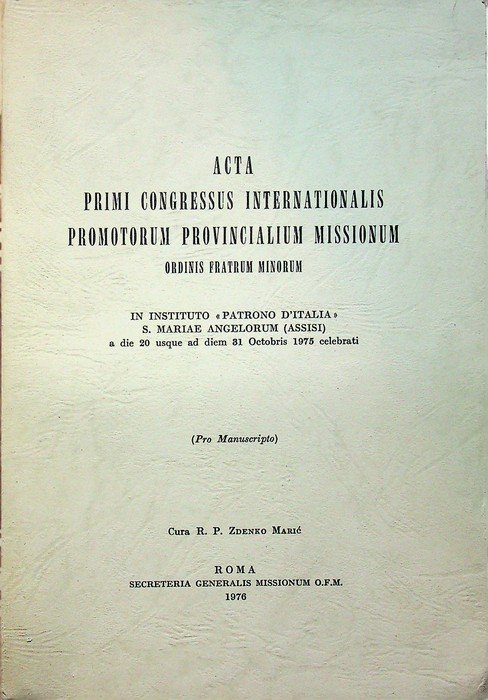 ACTA
PRIMI CONGRESSUS INTERNATIONALIS
PROMOTORUM PROVINCIALIUM MISSIONUM
ORDINIS FRATRUM MINORUM
IN INSTITUTO « PATRONO D'ITALIA »
S. MARIAE ANGELORUM (ASSISI)
a die 20 usque ad diem 31 Octobris 1975 celebrati
(Pro Manuscripto)
Cura R. P. ZDENKO MARIĆ
ROMA
SECRETERIA GENERALIS MISSIONUM O.F.M.
1976